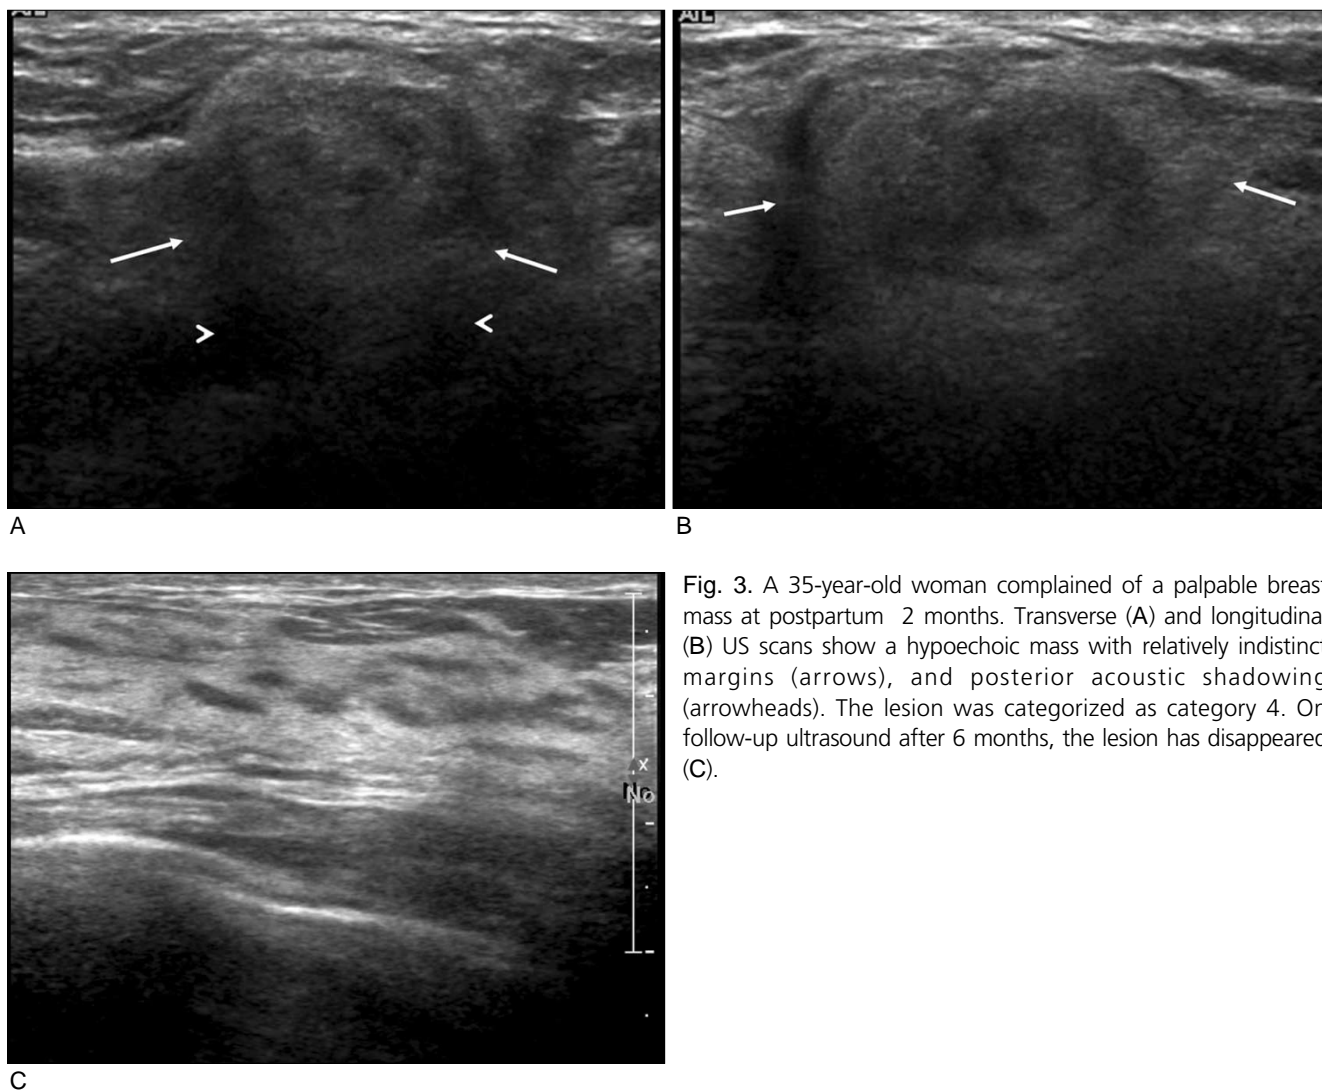 A
B
Fig. 3. A 35-year-old woman complained of a palpable breast
mass at postpartum 2 months. Transverse (A) and longitudinal
(B) US scans show a hypoechoic mass with relatively indistinct
margins (arrows), and posterior acoustic shadowing
(arrowheads). The lesion was categorized as category 4. On
follow-up ultrasound after 6 months, the lesion has disappeared
(C).
X
No
C